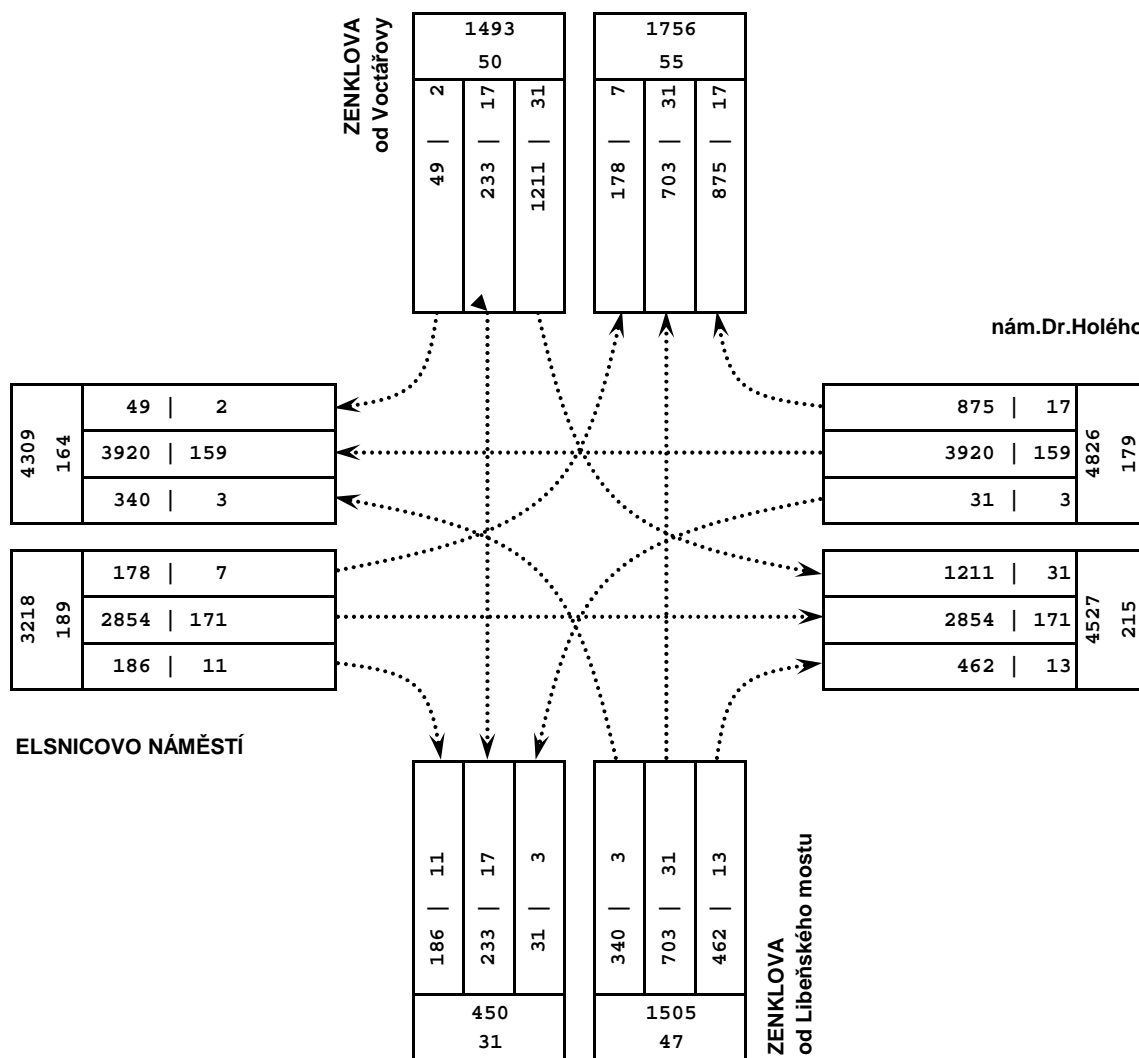 ZENKLOVA
od Voctářovy
1493
50
49 | 2
233 | 17
1211 | 31
1756
55
178 | 7
703 | 31
875 | 17
nám.Dr.Holého
4309
164
49 | 2
3920 | 159
340 | 3
875 | 17
3920 | 159
31 | 3
4826
179
3218
189
178 | 7
2854 | 171
186 | 11
1211 | 31
2854 | 171
462 | 13
4527
215
ELSNICOVO NÁMĚSTÍ
186 | 11
233 | 17
31 | 3
450
31
340 | 3
703 | 31
462 | 13
1505
47
ZENKLOVA
od Libeňského mostu